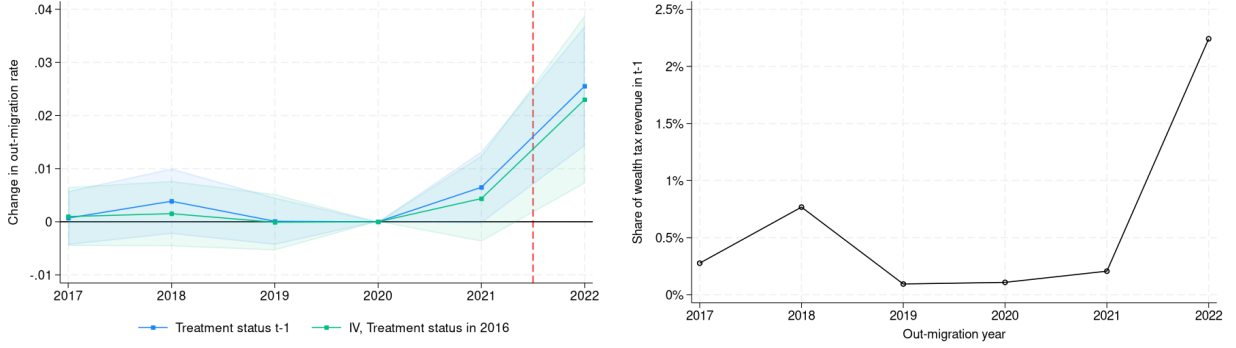 Change in out-migration rate
.04
.03
.02
.01
0
-.01
2017 2018 2019 2020 2021 2022
Treatment status t-1 IV, Treatment status in 2016
Share of wealth tax revenue in t-1
2.5%
2%
1.5%
1%
0.5%
0%
2017 2018 2019 2020 2021 2022
Out-migration year